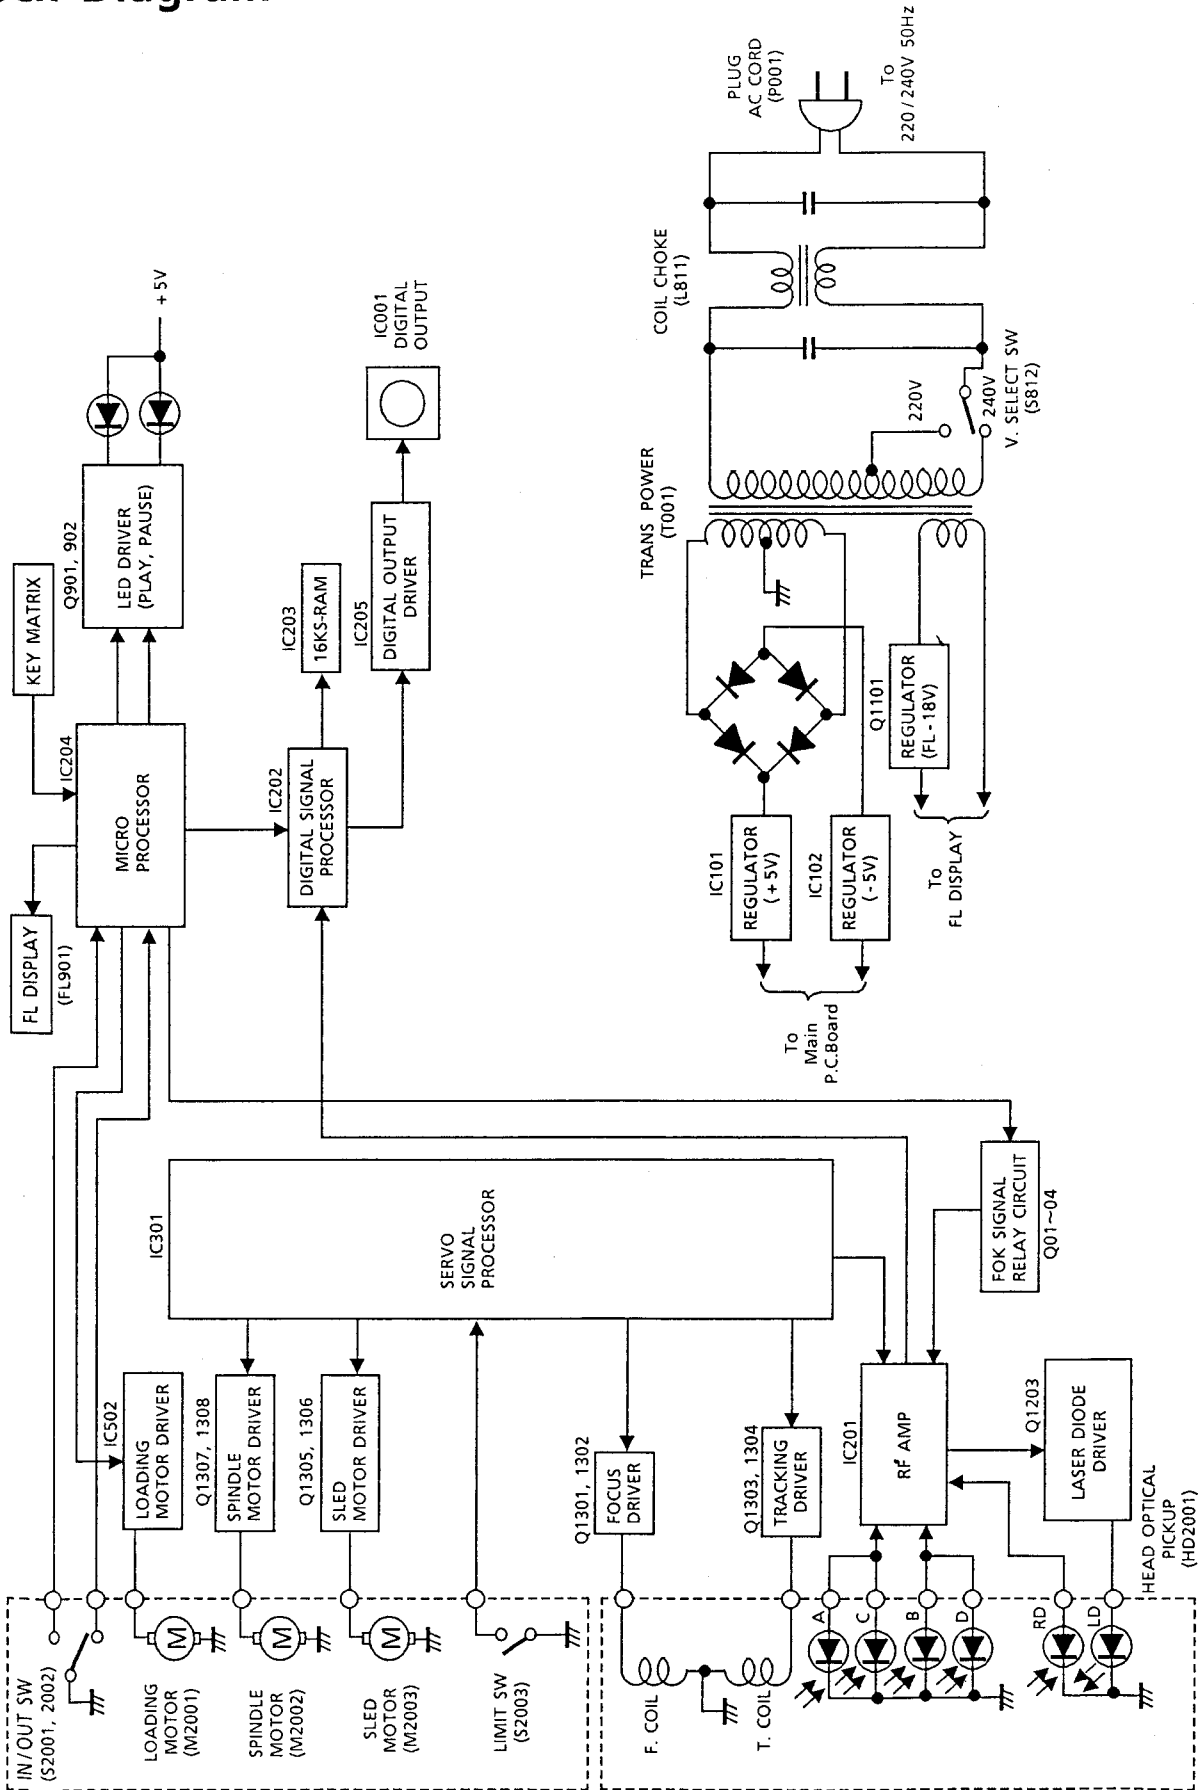 Diagram
IN/OUT SW
(S2001, 2002)
LOADING
MOTOR
(M2001)
SPINDLE
MOTOR
(M2002)
SLED
MOTOR
(M2003)
LIMIT SW
(S2003)
M
M
M
IC502
LOADING
MOTOR DRIVER
Q1307, 1308
SPINDLE
MOTOR DRIVER
Q1305, 1306
SLED
MOTOR DRIVER
IC301
SERVO
SIGNAL
PROCESSOR
F. COIL
T. COIL
Q1301, 1302
FOCUS
DRIVER
Q1303, 1304
TRACKING
DRIVER
A
C
B
D
RD
LD
IC201
RF AMP
Q1203
LASER DIODE
DRIVER
HEAD OPTICAL
PICKUP
(HD2001)
FOK SIGNAL
RELAY CIRCUIT
Q01~04
FL DISPLAY
(FL901)
KEY MATRIX
IC204
MICRO
PROCESSOR
Q901, 902
LED DRIVER
(PLAY, PAUSE)
+5V
IC202
DIGITAL SIGNAL
PROCESSOR
IC203
16KS-RAM
IC205
DIGITAL OUTPUT
DRIVER
IC001
DIGITAL
OUTPUT
To
Main
P.C.Board
IC101
REGULATOR
(+5V)
IC102
REGULATOR
(-5V)
To
FL DISPLAY
Q1101
REGULATOR
(FL-18V)
TRANS POWER
(T001)
220V
240V
V. SELECT SW
(S812)
COIL CHOKE
(L811)
PLUG
AC CORD
(P001)
To
220/240V 50Hz